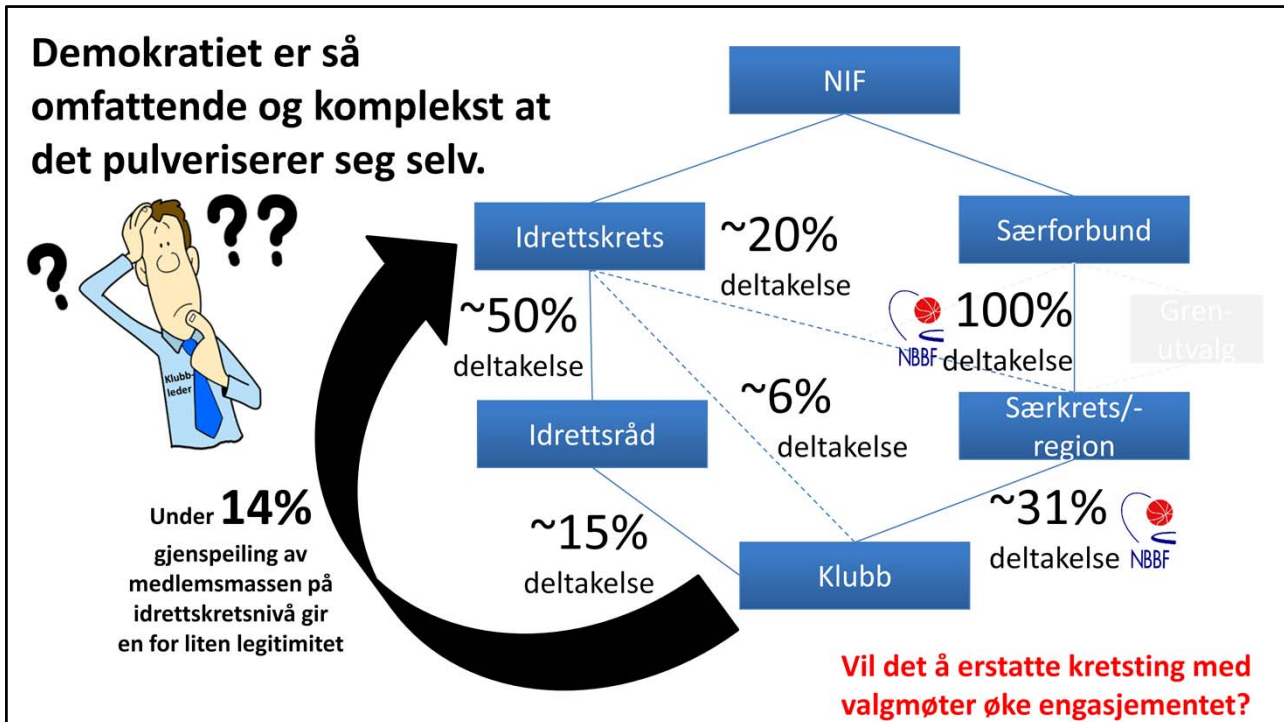 Demokratiet er så
omfattende og komplekst at
det pulveriserer seg selv.
NIF
?
??
Klubb-
leder
Idrettskrets
~20%
deltakelse
Særforbund
~50%
deltakelse
NBBF
100%
deltakelse
Gren-
utvalg
~6%
deltakelse
Idrettsråd
Særkrets/-
region
Under 14%
gjenspeiling av
medlemsmassen på
idrettskretsnivå gir
en for liten legitimitet
~15%
deltakelse
Klubb
~31%
deltakelse
NBBF
Vil det å erstatte kretsting med
valgmøter øke engasjementet?